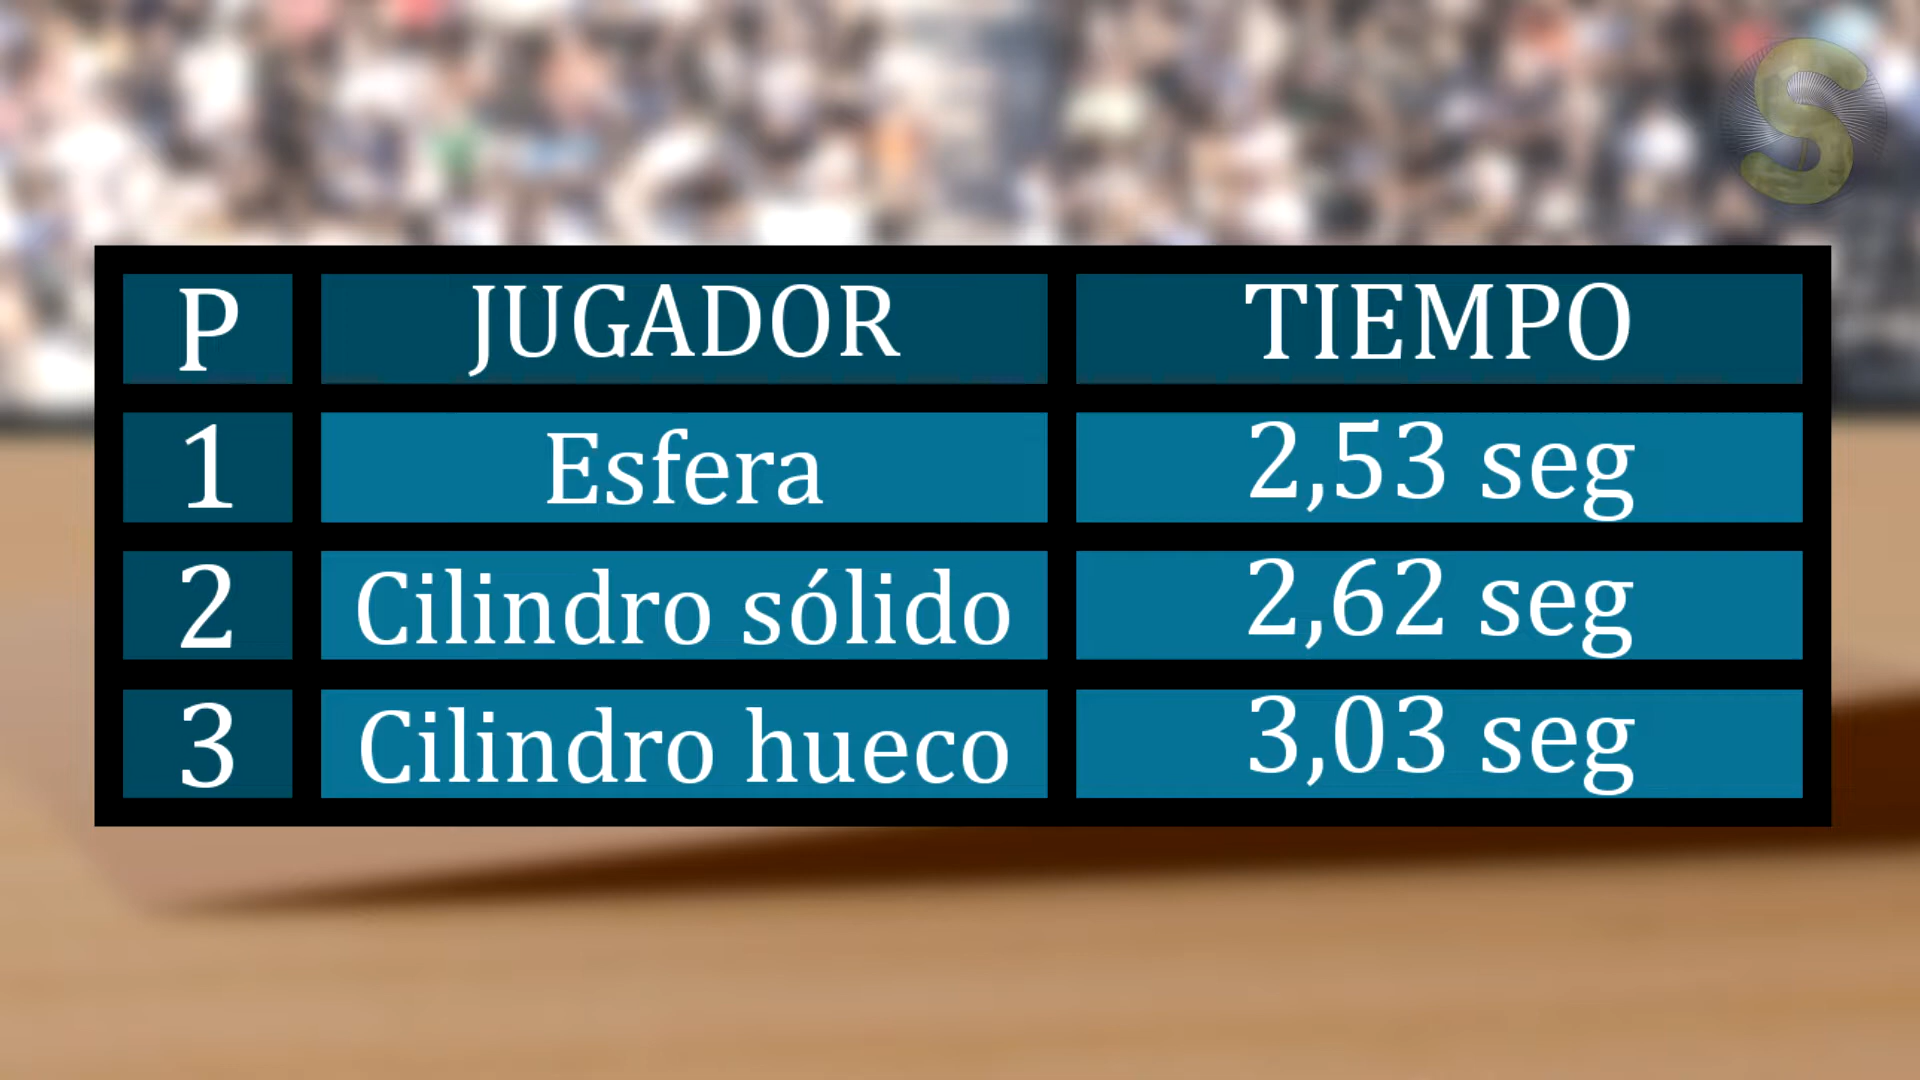 P JUGADOR TIEMPO
1 Esfera 2,53 seg
2 Cilindro sólido 2,62 seg
3 Cilindro hueco 3,03 seg
S